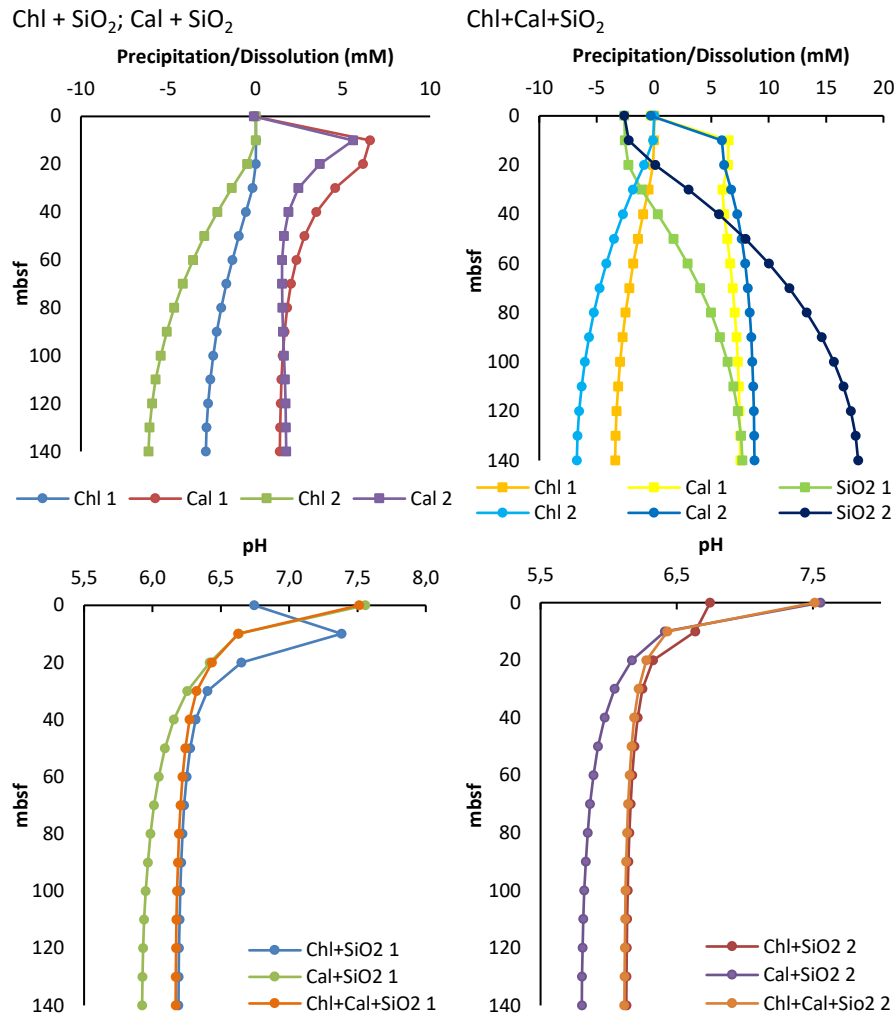 Chl + SiO₂; Cal + SiO₂
Precipitation/Dissolution (mM)
-10 -5 0 5 10
0
20
40
60
80
100
120
140
mbsf
Chl 1 Cal 1 Chl 2 Cal 2
Chl+Cal+SiO₂
Precipitation/Dissolution (mM)
-10 -5 0 5 10 15 20
0
20
40
60
80
100
120
140
mbsf
Chl 1 Cal 1 SiO2 1
Chl 2 Cal 2 SiO2 2
pH
5,5 6,0 6,5 7,0 7,5 8,0
0
20
40
60
80
100
120
140
mbsf
Chl+SiO2 1
Cal+SiO2 1
Chl+Cal+SiO2 1
pH
5,5 6,5 7,5
0
20
40
60
80
100
120
140
mbsf
Chl+SiO2 2
Cal+SiO2 2
Chl+Cal+Sio2 2